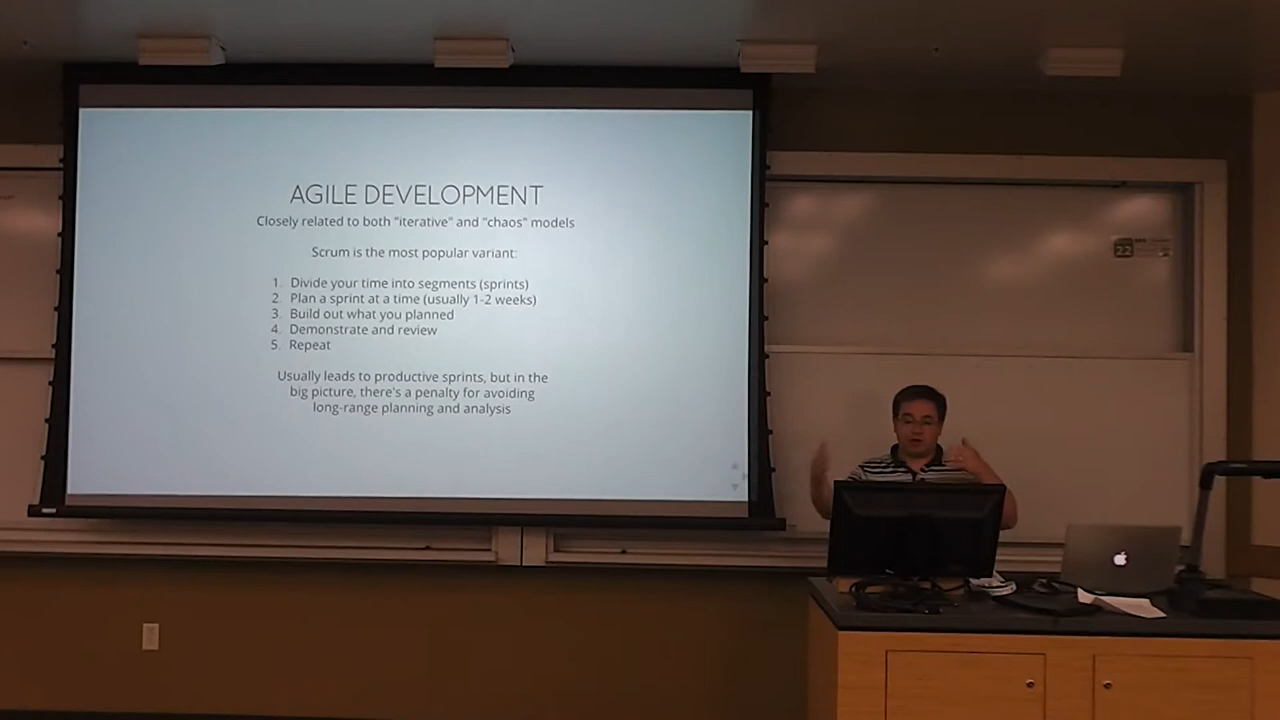 AGILE DEVELOPMENT
Closely related to both "iterative" and "chaos" models
Scrum is the most popular variant:
1. Divide your time into segments (sprints)
2. Plan a sprint at a time (usually 1-2 weeks)
3. Build out what you planned
4. Demonstrate and review
5. Repeat
Usually leads to productive sprints, but in the
big picture, there's a penalty for avoiding
long-range planning and analysis
22